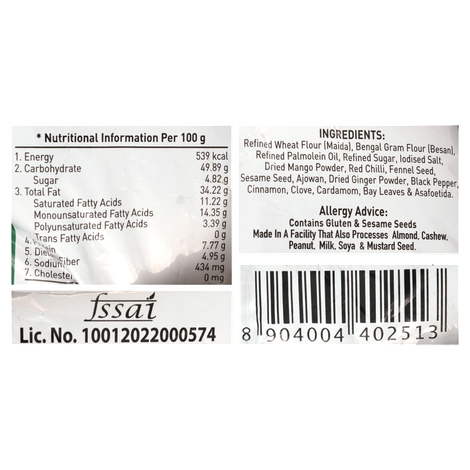 * Nutritional Information Per 100 g
1. Energy 539 kcal
2. Carbohydrate 49.89 g
Sugar 4.82 g
3. Total Fat 34.22 g
Saturated Fatty Acids 11.22 g
Monounsaturated Fatty Acids 14.35 g
Polyunsaturated Fatty Acids 3.39 g
Trans Fatty Acids 0 g
4. 7.77 g
5. 4.95 g
6. 434 mg
7. 0 mg
fssai
Lic. No. 10012022000574
INGREDIENTS:
Refined Wheat Flour (Maida), Bengal Gram Flour (Besan),
Refined Palmolein Oil, Refined Sugar, Iodised Salt,
Dried Mango Powder, Red Chilli, Fennel Seed,
Sesame Seed, Ajowan, Dried Ginger Powder, Black Pepper,
Cinnamon, Clove, Cardamom, Bay Leaves & Asafoetida.
Allergy Advice:
Contains Gluten & Sesame Seeds
Made In A Facility That Also Processes Almond, Cashew,
Peanut, Milk, Soya & Mustard Seed.
8 904004 402513